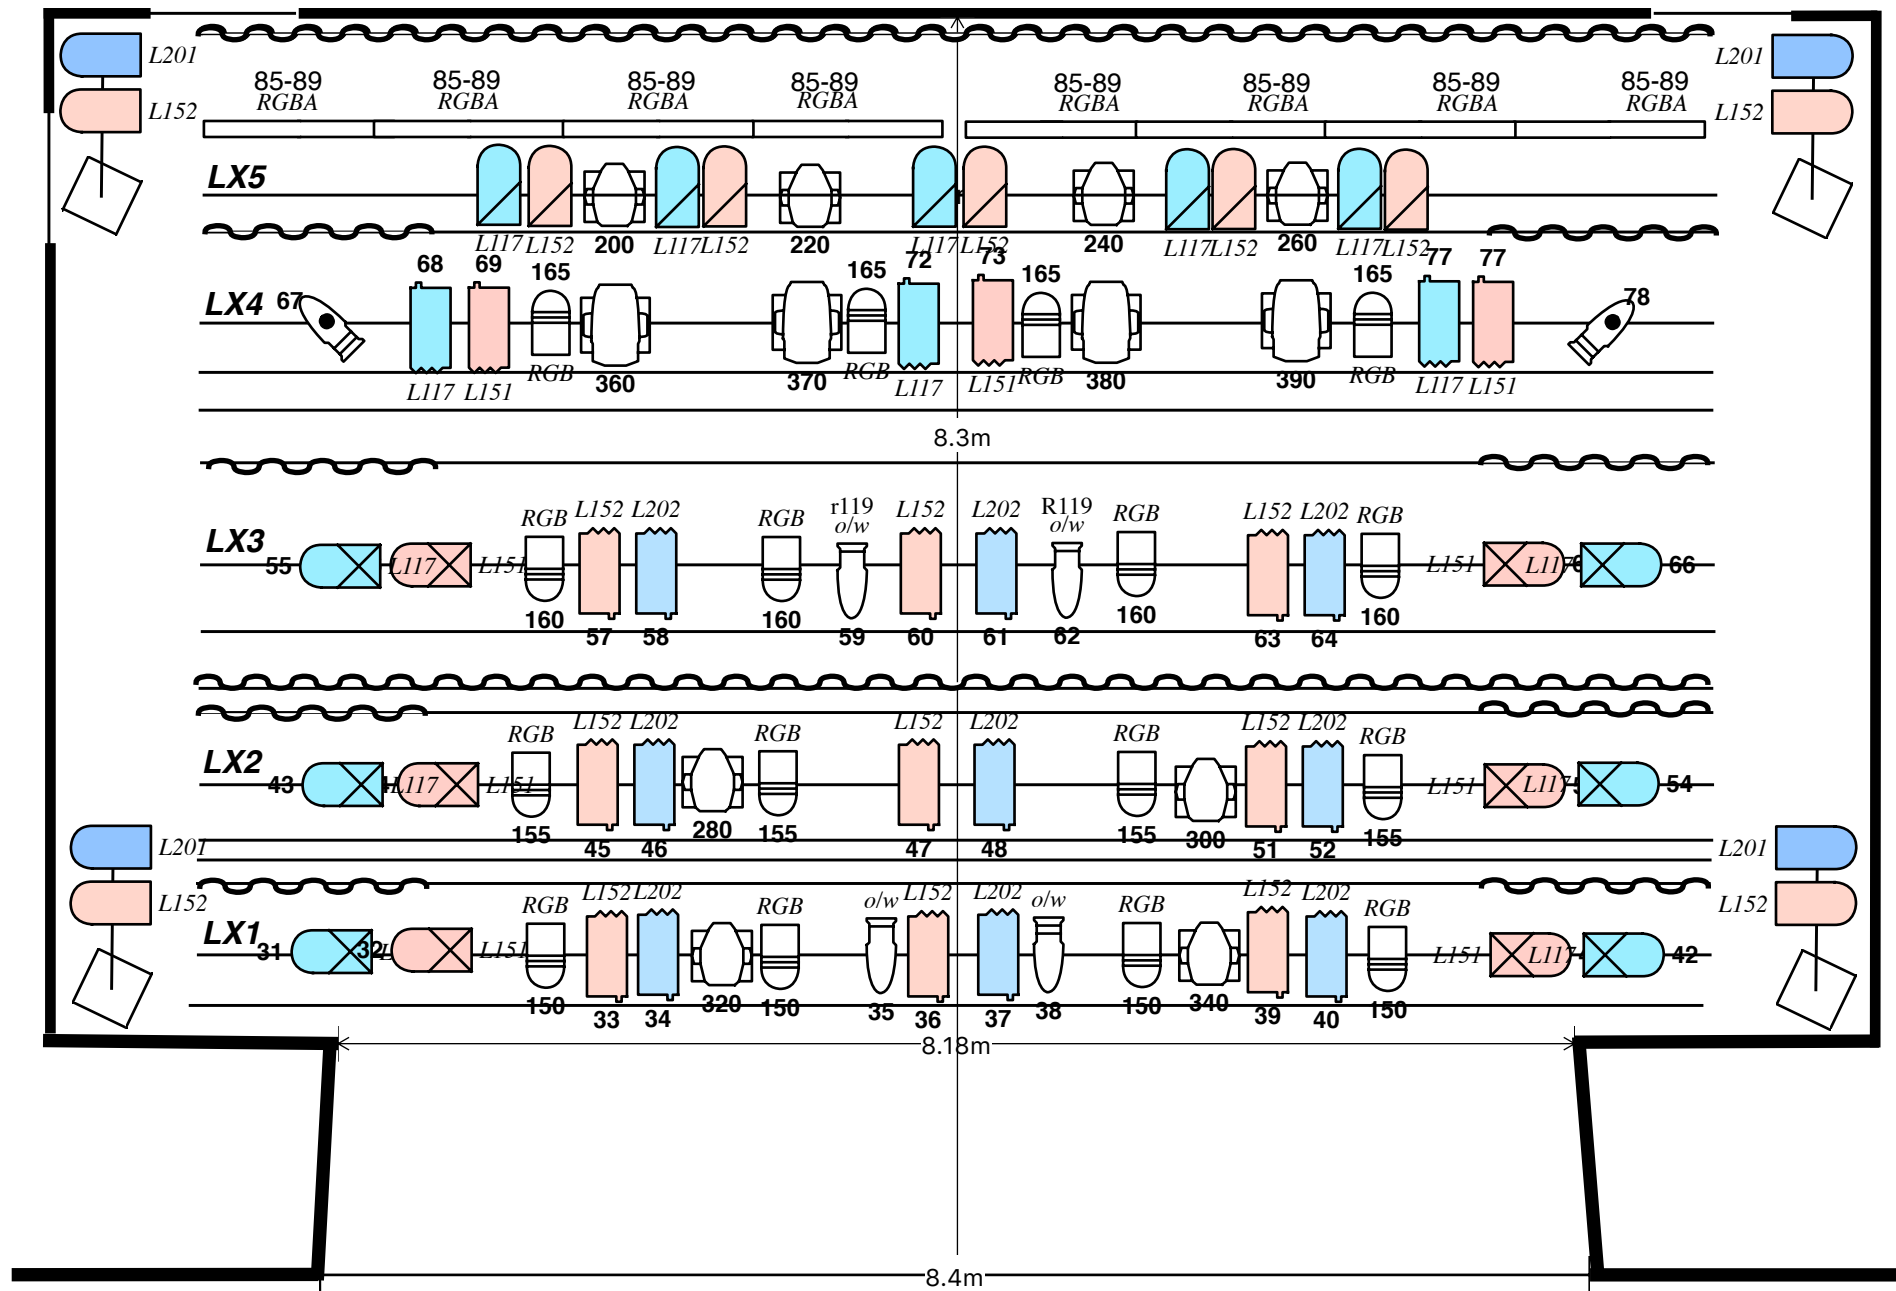 L201 L201
85-89 85-89 85-89 85-89 85-89 85-89 85-89 85-89
RGBA RGBA RGBA RGBA RGBA RGBA RGBA RGBA
L152 L152
LX5
L117 L152 200 L117 L152 220 L117 L152 240 L117 L152 260 L117 L152
68 69 165 165 72 73 165 165 77 77
LX4 67 78
L117 L151 RGB 360 370 RGB L117 L151 RGB 380 390 RGB L117 L151
8.3m
RGB L152 L202 RGB r119 L152 L202 R119 RGB L152 L202 RGB
o/w o/w
LX3
55 L117 L151 L151 L117 66
160 57 58 160 59 60 61 62 160 63 64 160
RGB L152 L202 RGB L152 L202 RGB L152 L202 RGB
LX2
43 L117 L151 L151 L117 54
155 45 46 280 155 47 48 155 300 51 52 155
L201 L201
L152 L152
RGB L152 L202 RGB o/w L152 L202 o/w RGB L152 L202 RGB
LX1
31 32 L151 L151 L117 42
150 33 34 320 150 35 36 37 38 150 340 39 40 150
8.18m
8.4m